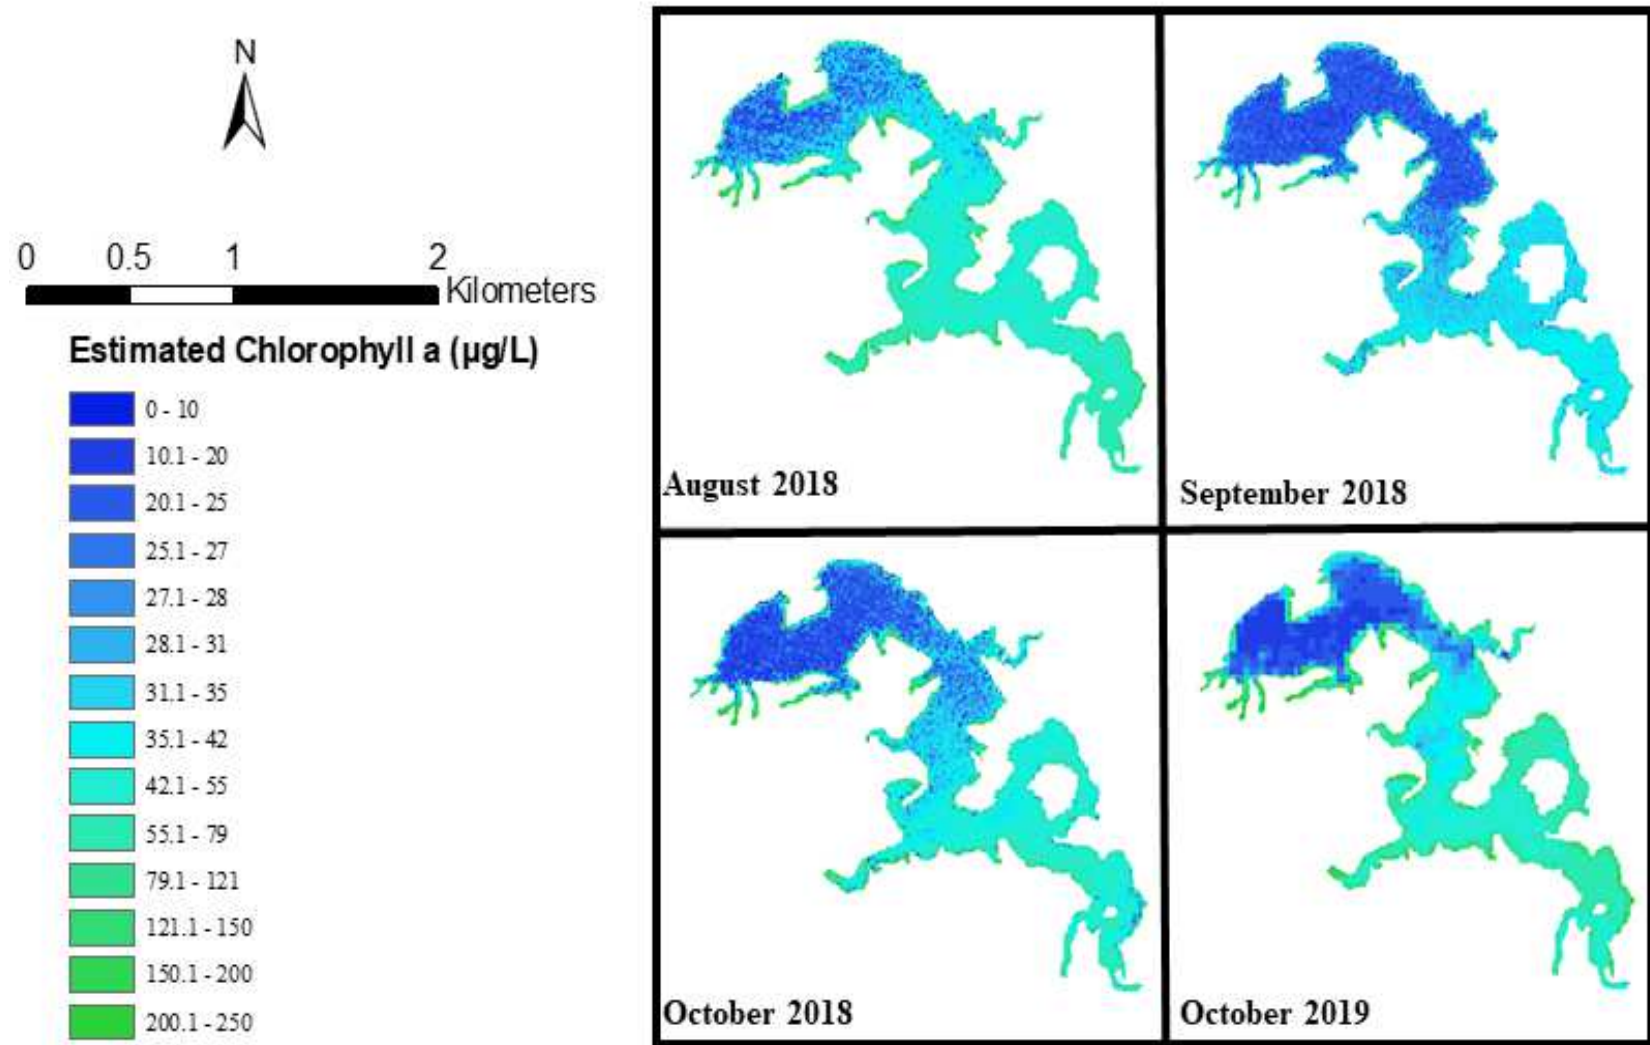 N
0 0.5 1 2
Kilometers
Estimated Chlorophyll a (µg/L)
0 - 10
10.1 - 20
20.1 - 25
25.1 - 27
27.1 - 28
28.1 - 31
31.1 - 35
35.1 - 42
42.1 - 55
55.1 - 79
79.1 - 121
121.1 - 150
150.1 - 200
200.1 - 250
August 2018
September 2018
October 2018
October 2019